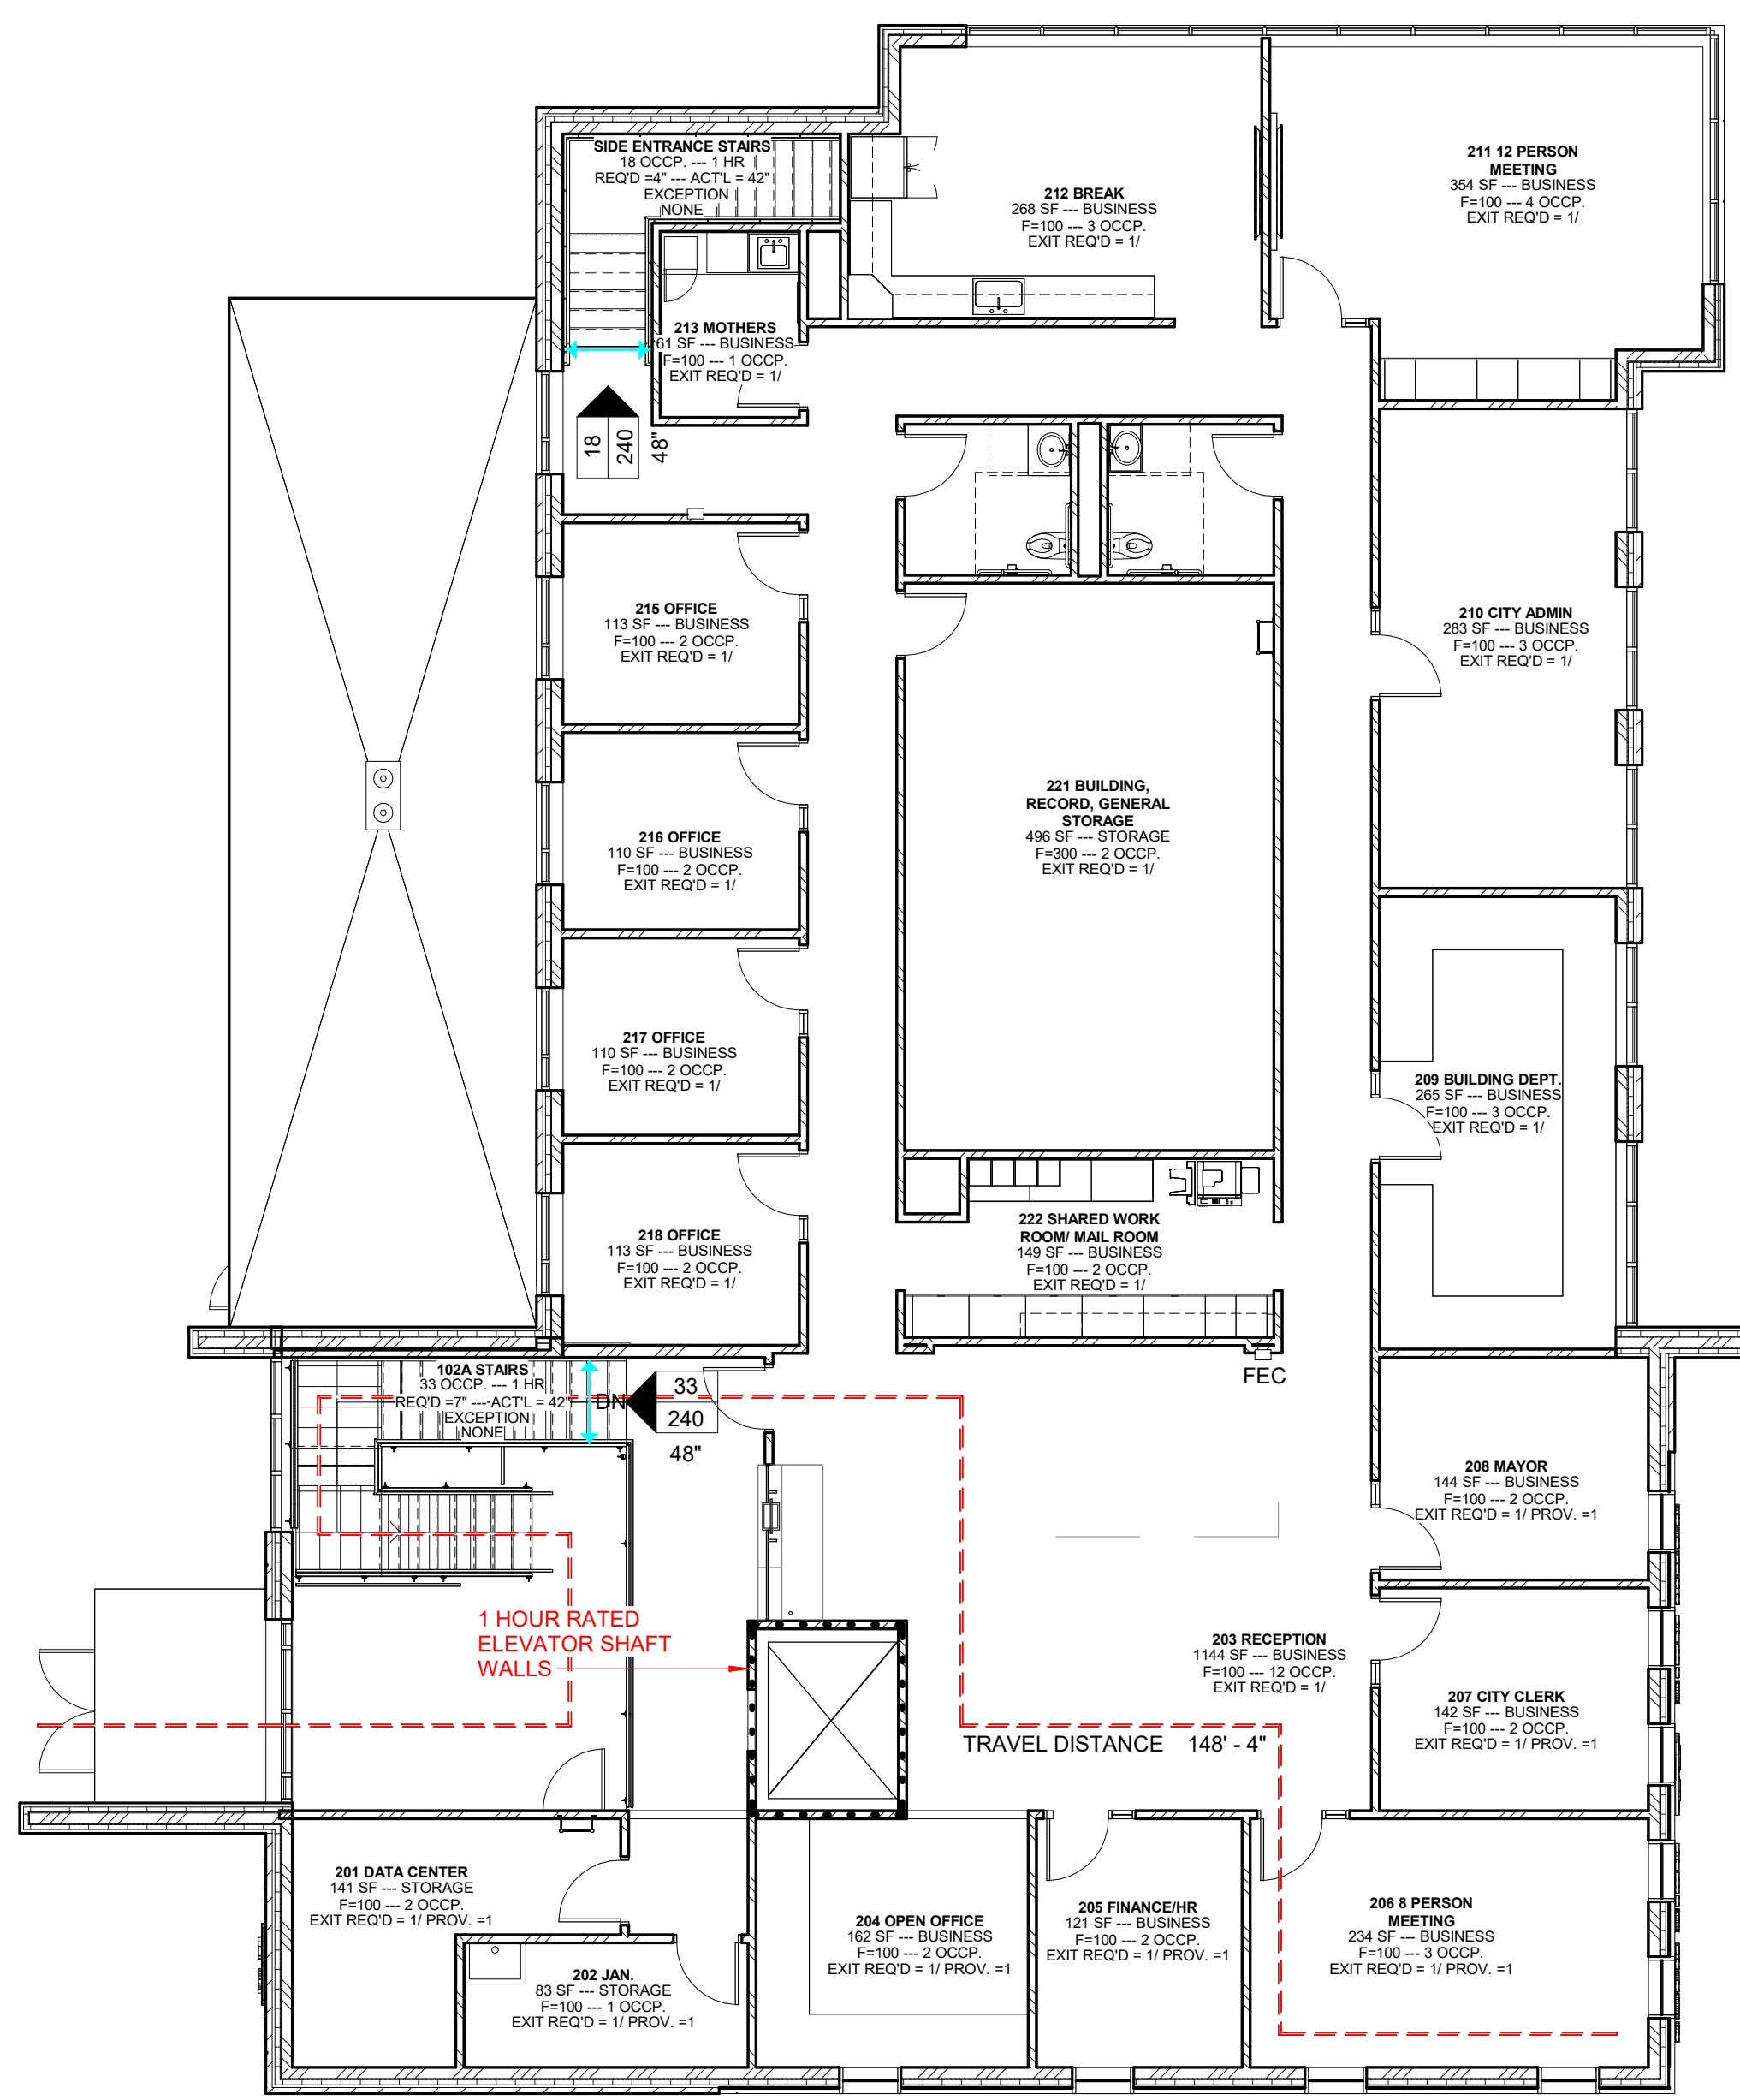 SIDE ENTRANCE STAIRS
18 OCCP. --- 1 HR
REQ'D =4" --- ACT'L = 42"
EXCEPTION
NONE
212 BREAK
268 SF --- BUSINESS
F=100 --- 3 OCCP.
EXIT REQ'D = 1/
211 12 PERSON
MEETING
354 SF --- BUSINESS
F=100 --- 4 OCCP.
EXIT REQ'D = 1/
213 MOTHERS
61 SF --- BUSINESS
F=100 --- 1 OCCP.
EXIT REQ'D = 1/
18
240
48"
215 OFFICE
113 SF --- BUSINESS
F=100 --- 2 OCCP.
EXIT REQ'D = 1/
210 CITY ADMIN
283 SF --- BUSINESS
F=100 --- 3 OCCP.
EXIT REQ'D = 1/
216 OFFICE
110 SF --- BUSINESS
F=100 --- 2 OCCP.
EXIT REQ'D = 1/
221 BUILDING,
RECORD, GENERAL
STORAGE
496 SF --- STORAGE
F=300 --- 2 OCCP.
EXIT REQ'D = 1/
217 OFFICE
110 SF --- BUSINESS
F=100 --- 2 OCCP.
EXIT REQ'D = 1/
209 BUILDING DEPT.
265 SF --- BUSINESS
F=100 --- 3 OCCP.
EXIT REQ'D = 1/
218 OFFICE
113 SF --- BUSINESS
F=100 --- 2 OCCP.
EXIT REQ'D = 1/
222 SHARED WORK
ROOM/ MAIL ROOM
149 SF --- BUSINESS
F=100 --- 2 OCCP.
EXIT REQ'D = 1/
FEC
102A STAIRS
33 OCCP. --- 1 HR
REQ'D =7" --- ACT'L = 42"
EXCEPTION
NONE
DN
33
240
48"
208 MAYOR
144 SF --- BUSINESS
F=100 --- 2 OCCP.
EXIT REQ'D = 1/ PROV. =1
1 HOUR RATED
ELEVATOR SHAFT
WALLS
203 RECEPTION
1144 SF --- BUSINESS
F=100 --- 12 OCCP.
EXIT REQ'D = 1/
207 CITY CLERK
142 SF --- BUSINESS
F=100 --- 2 OCCP.
EXIT REQ'D = 1/ PROV. =1
TRAVEL DISTANCE 148' - 4"
201 DATA CENTER
141 SF --- STORAGE
F=100 --- 2 OCCP.
EXIT REQ'D = 1/ PROV. =1
202 JAN.
83 SF --- STORAGE
F=100 --- 1 OCCP.
EXIT REQ'D = 1/ PROV. =1
204 OPEN OFFICE
162 SF --- BUSINESS
F=100 --- 2 OCCP.
EXIT REQ'D = 1/ PROV. =1
205 FINANCE/HR
121 SF --- BUSINESS
F=100 --- 2 OCCP.
EXIT REQ'D = 1/ PROV. =1
206 8 PERSON
MEETING
234 SF --- BUSINESS
F=100 --- 3 OCCP.
EXIT REQ'D = 1/ PROV. =1